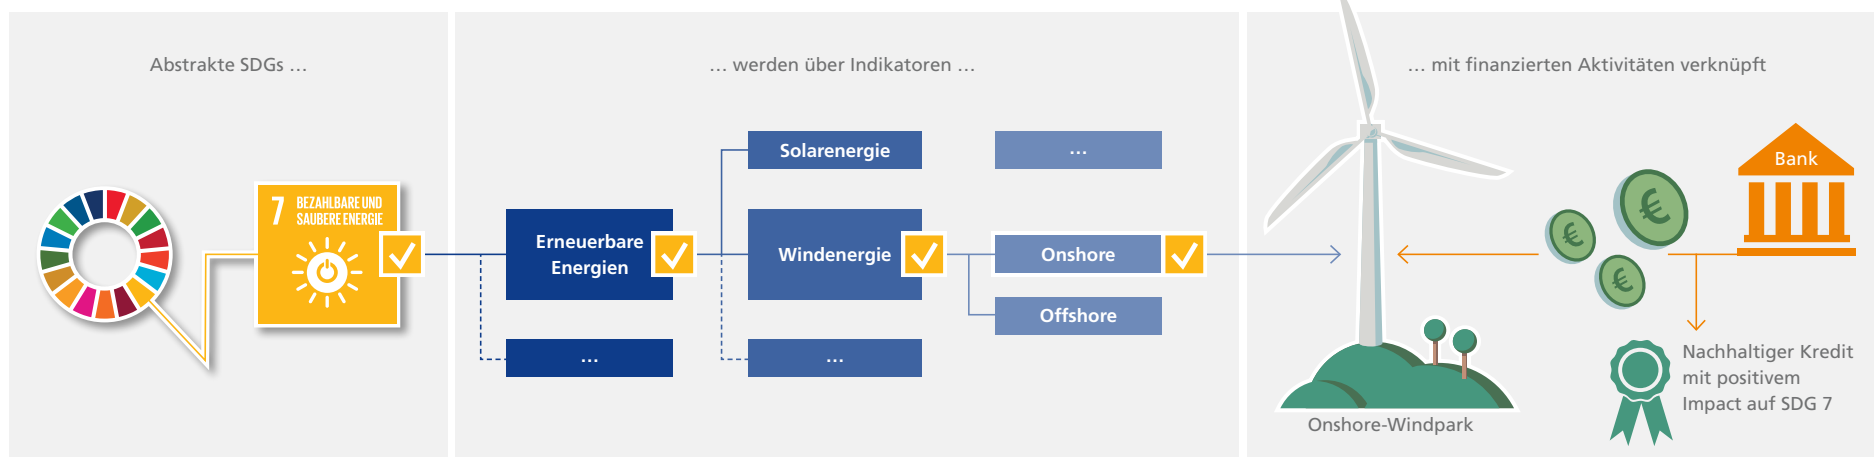 Abstrakte SDGs …
… werden über Indikatoren …
… mit finanzierten Aktivitäten verknüpft
7 BEZAHLBARE UND
SAUBERE ENERGIE
Erneuerbare
Energien
…
Solarenergie
Windenergie
…
…
Onshore
Offshore
Onshore-Windpark
€
€
€
Bank
Nachhaltiger Kredit
mit positivem
Impact auf SDG 7